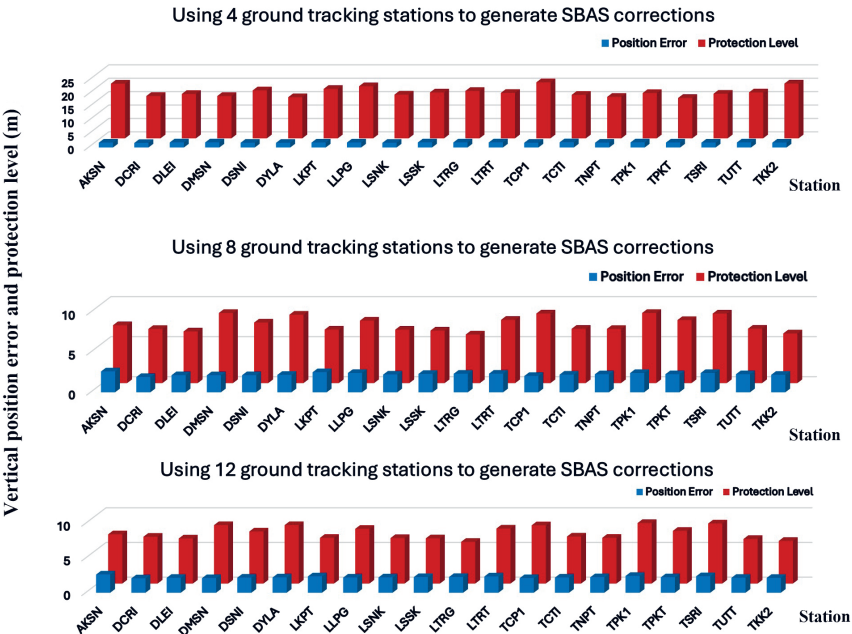 Vertical position error and protection level (m)
Using 4 ground tracking stations to generate SBAS corrections
Position Error Protection Level
25
20
15
10
5
0
AKSN DCRI DLEI DMSN DSNI DYLA LKPT LLPG LSNK LSSK LTRG LTRT TCP1 TCTI TNPT TPK1 TPKT TSRI TUTT TKK2
Station
Using 8 ground tracking stations to generate SBAS corrections
Position Error Protection Level
10
5
0
AKSN DCRI DLEI DMSN DSNI DYLA LKPT LLPG LSNK LSSK LTRG LTRT TCP1 TCTI TNPT TPK1 TPKT TSRI TUTT TKK2
Station
Using 12 ground tracking stations to generate SBAS corrections
Position Error Protection Level
10
5
0
AKSN DCRI DLEI DMSN DSNI DYLA LKPT LLPG LSNK LSSK LTRG LTRT TCP1 TCTI TNPT TPK1 TPKT TSRI TUTT TKK2
Station